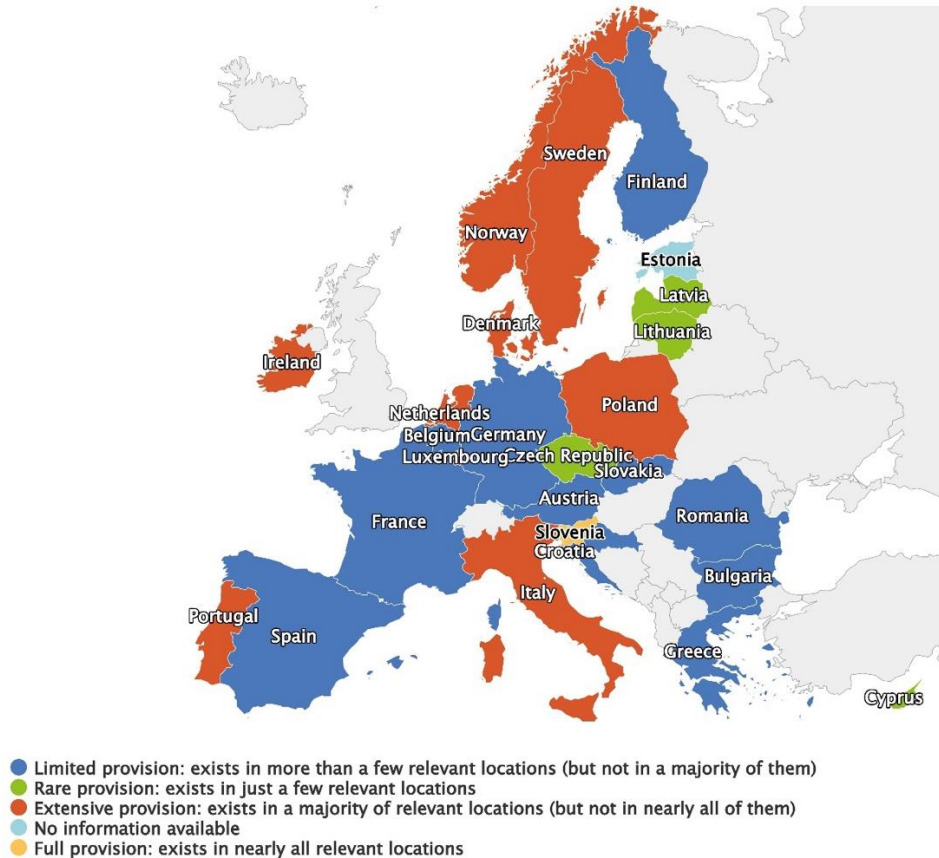 Sweden
Finland
Norway
Estonia
Latvia
Denmark
Lithuania
Ireland
Poland
Netherlands
Belgium Germany
Luxembourg Czech Republic
Slovakia
Austria
France
Romania
Slovenia
Croatia
Bulgaria
Italy
Portugal
Spain
Greece
Cyprus
Limited provision: exists in more than a few relevant locations (but not in a majority of them)
Rare provision: exists in just a few relevant locations
Extensive provision: exists in a majority of relevant locations (but not in nearly all of them)
No information available
Full provision: exists in nearly all relevant locations